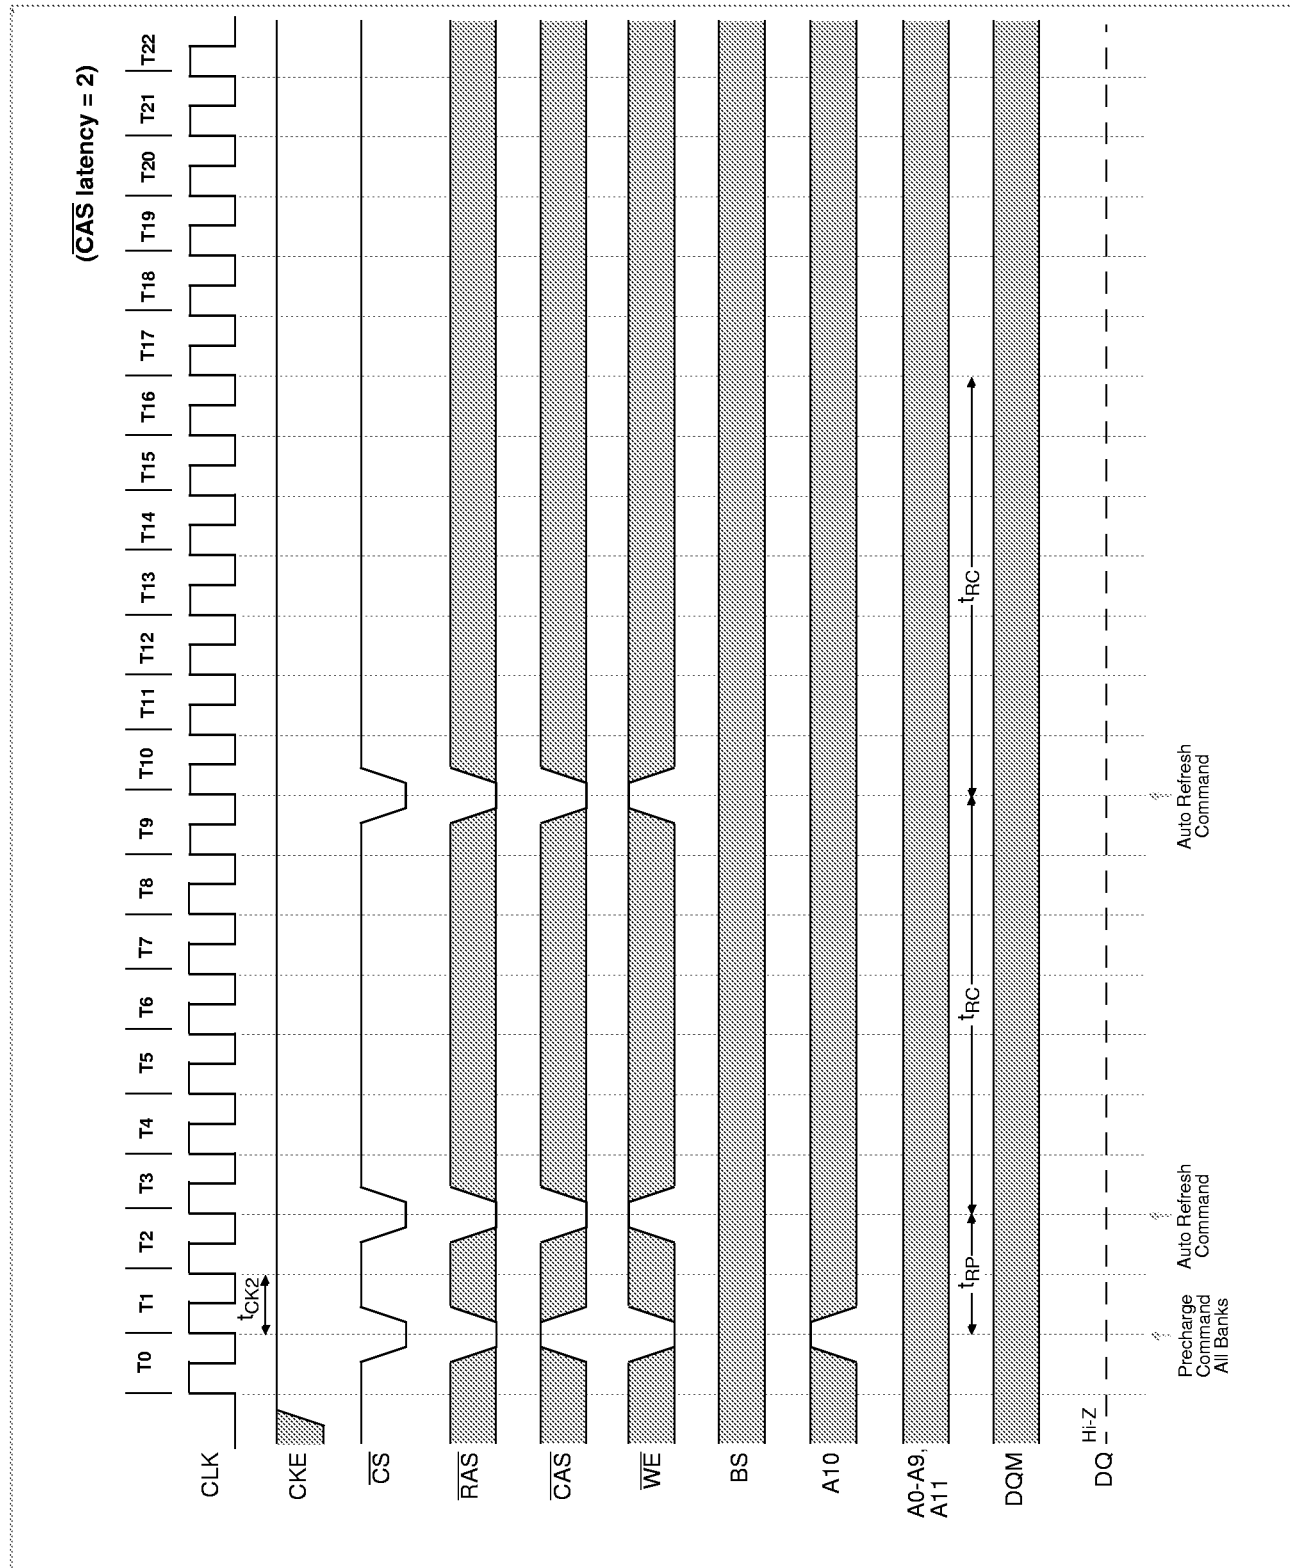 (CAS latency = 2)
T0 T1 T2 T3 T4 T5 T6 T7 T8 T9 T10 T11 T12 T13 T14 T15 T16 T17 T18 T19 T20 T21 T22
CLK
tCK2
CKE
CS
RAS
CAS
WE
BS
A10
A0-A9,
A11
tRP
tRC
tRC
DQM
Hi-Z
DQ
Precharge
Command
All Banks
Auto Refresh
Command
Auto Refresh
Command